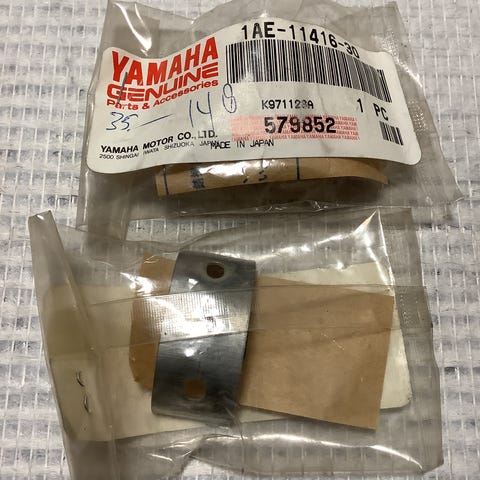 1AE-11416-30
YAMAHA
GENUINE
Parts & Accessories
35.- 148
K971128A 1 PC
579852
YAMAHA MOTOR CO., LTD.
2500 SHINGAI IWATA SHIZUOKA, JAPAN
MADE IN JAPAN